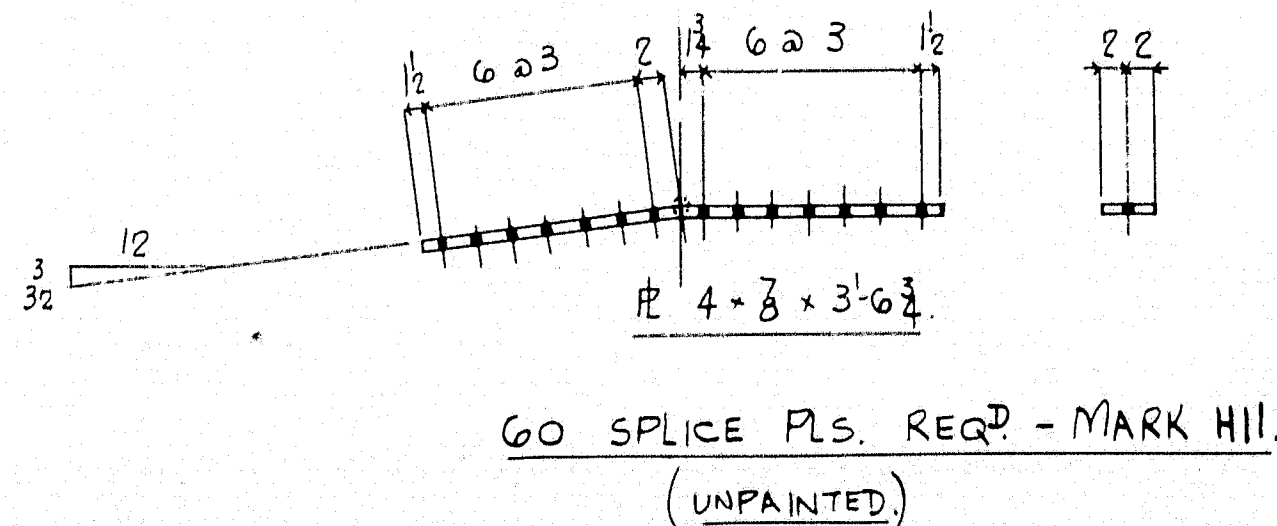 1½ 6 @ 3 2 1¾ 6 @ 3 1½ 2 2
12
3
32
PL 4 × ⅞ × 3'-6¾.
60 SPLICE PLS. REQD. - MARK H11.
(UNPAINTED.)